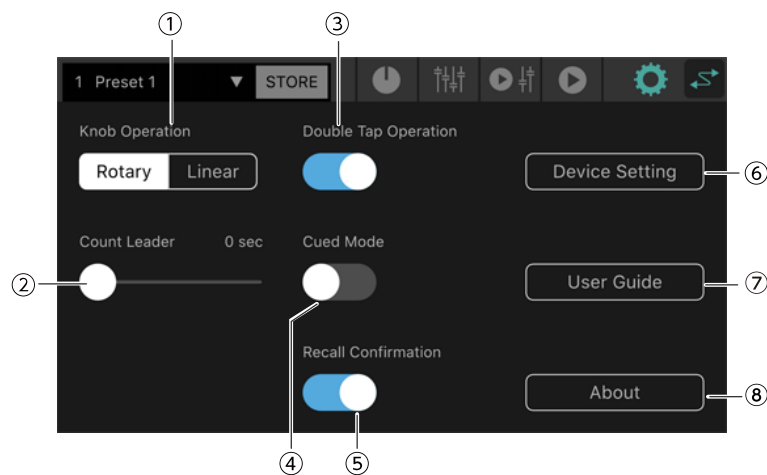 ① ③
1 Preset 1 ▼ STORE
Knob Operation Double Tap Operation
Rotary Linear Device Setting ⑥
Count Leader 0 sec Cued Mode
② User Guide ⑦
④
Recall Confirmation
About ⑧
⑤